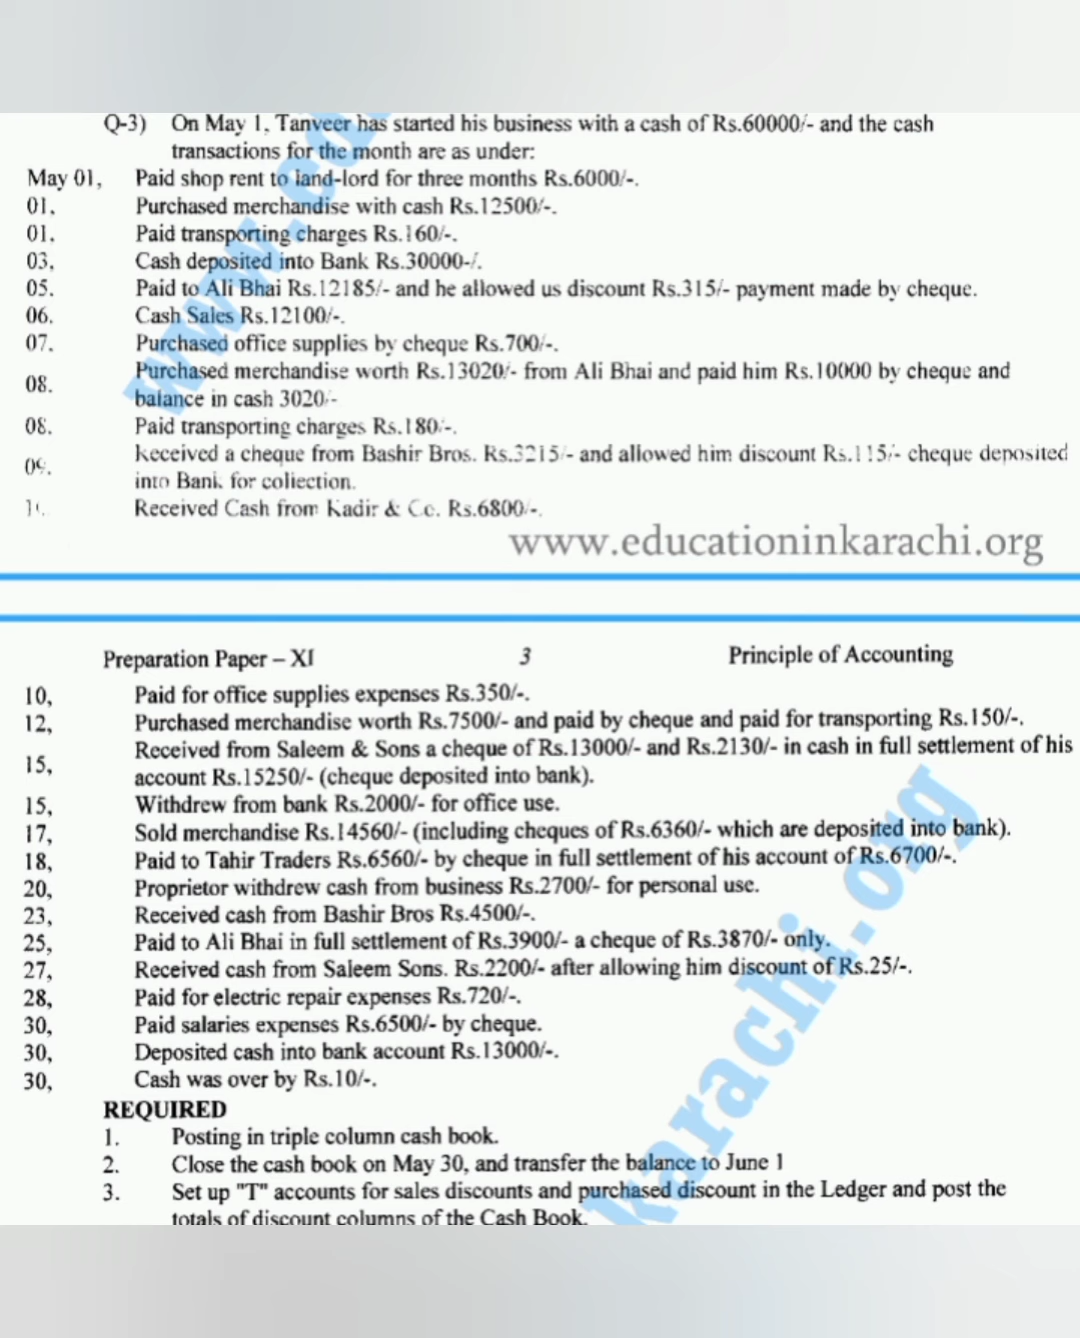 Q-3) On May 1, Tanveer has started his business with a cash of Rs.60000/- and the cash
transactions for the month are as under:
May 01, Paid shop rent to land-lord for three months Rs.6000/-.
01. Purchased merchandise with cash Rs.12500/-.
01. Paid transporting charges Rs.160/-.
03, Cash deposited into Bank Rs.30000-/.
05. Paid to Ali Bhai Rs.12185/- and he allowed us discount Rs.315/- payment made by cheque.
06. Cash Sales Rs.12100/-.
07. Purchased office supplies by cheque Rs.700/-.
08. Purchased merchandise worth Rs.13020/- from Ali Bhai and paid him Rs.10000 by cheque and
balance in cash 3020/-
08. Paid transporting charges Rs.180/-.
09. Received a cheque from Bashir Bros. Rs.3215/- and allowed him discount Rs.115/- cheque deposited
into Bank for collection.
Received Cash from Kadir & Co. Rs.6800/-.
www.educationinkarachi.org
Preparation Paper – XI 3 Principle of Accounting
10, Paid for office supplies expenses Rs.350/-.
12, Purchased merchandise worth Rs.7500/- and paid by cheque and paid for transporting Rs.150/-.
15, Received from Saleem & Sons a cheque of Rs.13000/- and Rs.2130/- in cash in full settlement of his
account Rs.15250/- (cheque deposited into bank).
15, Withdrew from bank Rs.2000/- for office use.
17, Sold merchandise Rs.14560/- (including cheques of Rs.6360/- which are deposited into bank).
18, Paid to Tahir Traders Rs.6560/- by cheque in full settlement of his account of Rs.6700/-.
20, Proprietor withdrew cash from business Rs.2700/- for personal use.
23, Received cash from Bashir Bros Rs.4500/-.
25, Paid to Ali Bhai in full settlement of Rs.3900/- a cheque of Rs.3870/- only.
27, Received cash from Saleem Sons. Rs.2200/- after allowing him discount of Rs.25/-.
28, Paid for electric repair expenses Rs.720/-.
30, Paid salaries expenses Rs.6500/- by cheque.
30, Deposited cash into bank account Rs.13000/-.
30, Cash was over by Rs.10/-.
REQUIRED
1. Posting in triple column cash book.
2. Close the cash book on May 30, and transfer the balance to June 1
3. Set up "T" accounts for sales discounts and purchased discount in the Ledger and post the
totals of discount columns of the Cash Book.
www.ed
karachi.org